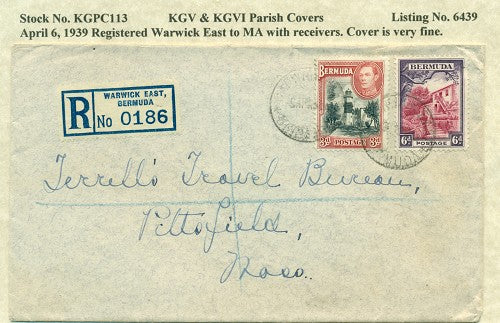 Stock No. KGPC113 KGV & KGVI Parish Covers Listing No. 6439
April 6, 1939 Registered Warwick East to MA with receivers. Cover is very fine.
R WARWICK EAST, BERMUDA
No 0186
BERMUDA
3d POSTAGE 3d
BERMUDA
6d POSTAGE 6d
Terrell's Travel Bureau,
Pittsfield,
Mass.